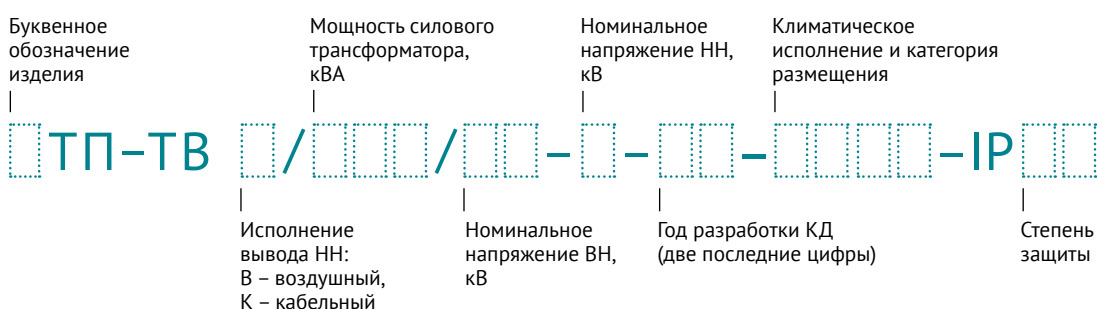 Буквенное
обозначение
изделия
Мощность силового
трансформатора,
кВА
Номинальное
напряжение НН,
кВ
Климатическое
исполнение и категория
размещения
ТП–ТВ / / – – – –IP
Исполнение
вывода НН:
В – воздушный,
К – кабельный
Номинальное
напряжение ВН,
кВ
Год разработки КД
(две последние цифры)
Степень
защиты